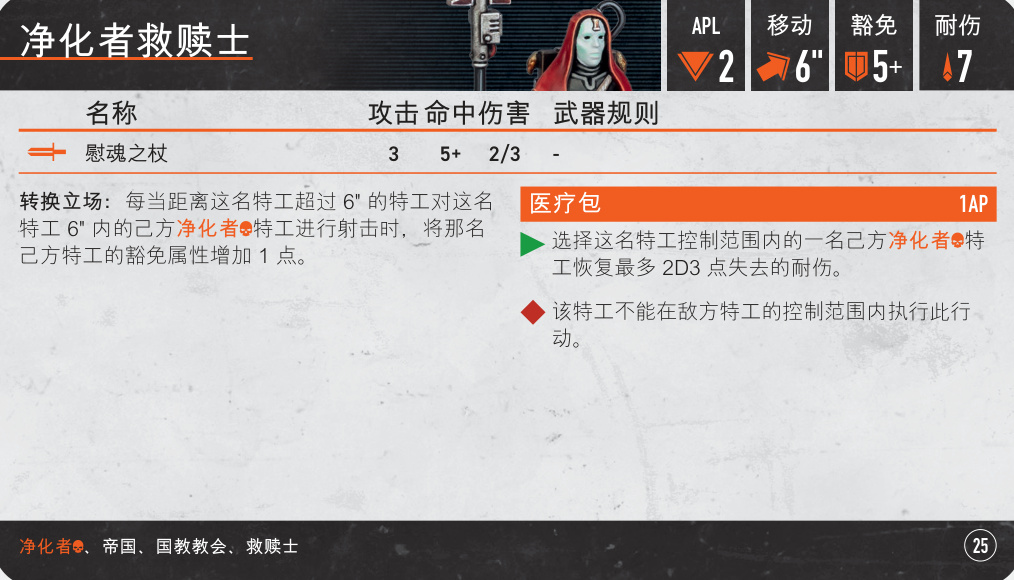 净化者救赎士
APL 移动 豁免 耐伤
2 6" 5+ 7
名称 攻击 命中 伤害 武器规则
慰魂之杖 3 5+ 2/3 -
转换立场：每当距离这名特工超过 6" 的特工对这名
特工 6" 内的己方净化者特工进行射击时，将那名
己方特工的豁免属性增加 1 点。
医疗包 1AP
选择这名特工控制范围内的一名己方净化者特
工恢复最多 2D3 点失去的耐伤。
该特工不能在敌方特工的控制范围内执行此行
动。
净化者、帝国、国教教会、救赎士
25